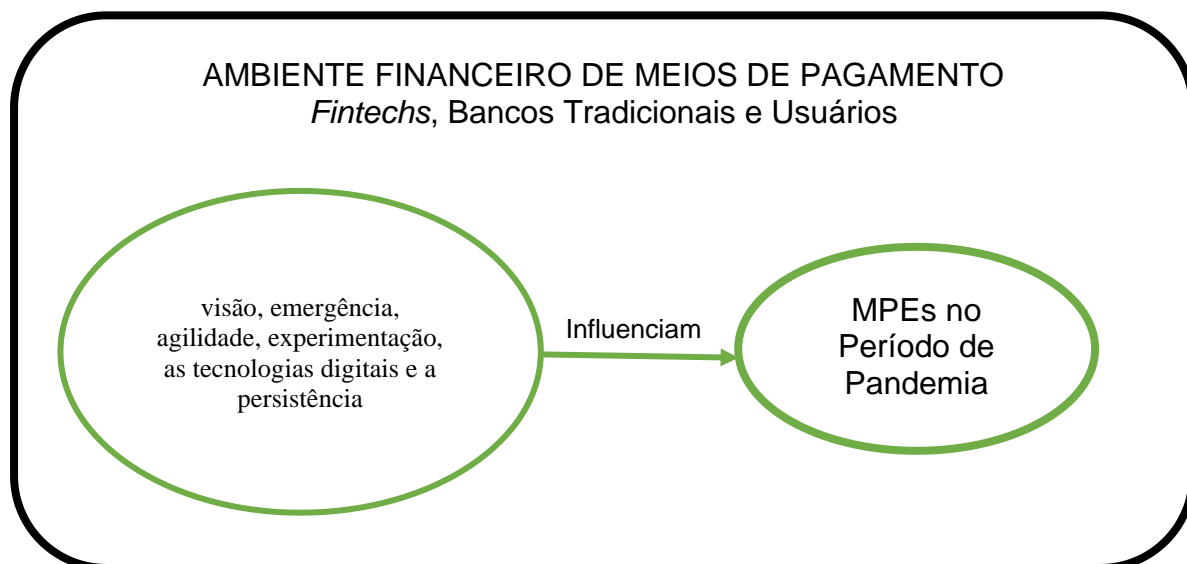 AMBIENTE FINANCEIRO DE MEIOS DE PAGAMENTO
Fintechs, Bancos Tradicionais e Usuários
visão, emergência,
agilidade, experimentação,
as tecnologias digitais e a
persistência
Influenciam
MPEs no
Período de
Pandemia